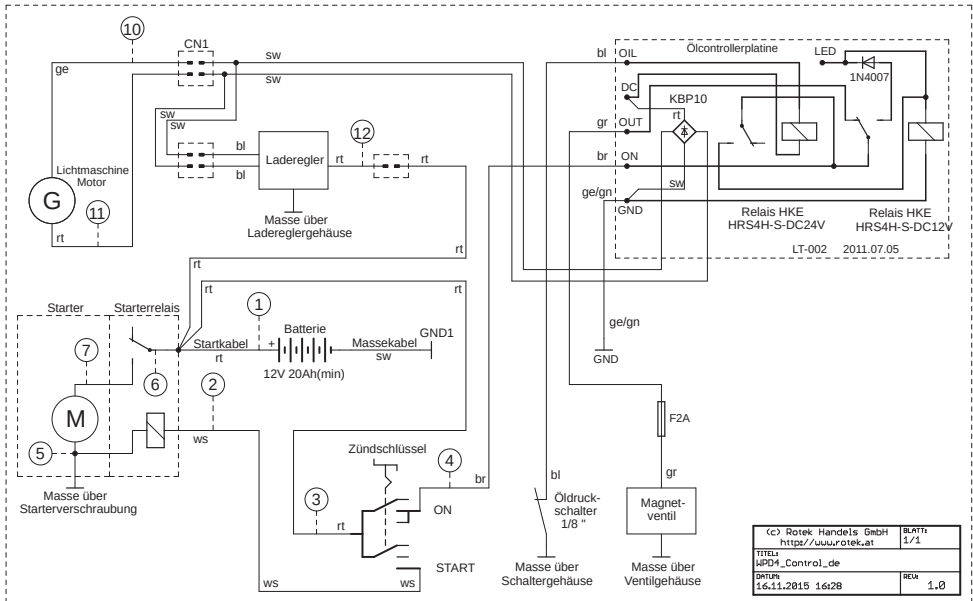 10
CN1
ge
sw
sw
sw
sw
bl
bl
Laderegler
12
rt
rt
Masse über
Ladereglergehäuse
Lichtmaschine
Motor
G
11
rt
rt
rt
rt
bl
OIL
Ölcontrollerplatine
LED
1N4007
DC
KBP10
rt
gr
OUT
br
ON
sw
ge/gn
GND
Relais HKE
HRS4H-S-DC24V
Relais HKE
HRS4H-S-DC12V
LT-002 2011.07.05
Starter
Starterrelais
1
Batterie
GND1
Startkabel
rt
+
Massekabel
sw
12V 20Ah(min)
7
6
2
M
5
ws
Masse über
Starterverschraubung
ge/gn
GND
F2A
gr
Magnet-
ventil
Masse über
Ventilgehäuse
Zündschlüssel
4
br
3
rt
ON
START
ws
ws
bl
Öldruck-
schalter
1/8 "
Masse über
Schaltergehäuse
(c) Rotek Handels GmbH
http://www.rotek.at
BLATT:
1/1
TITEL:
WPD4_Control_de
DATUM:
16.11.2015 16:28
REV:
1.0